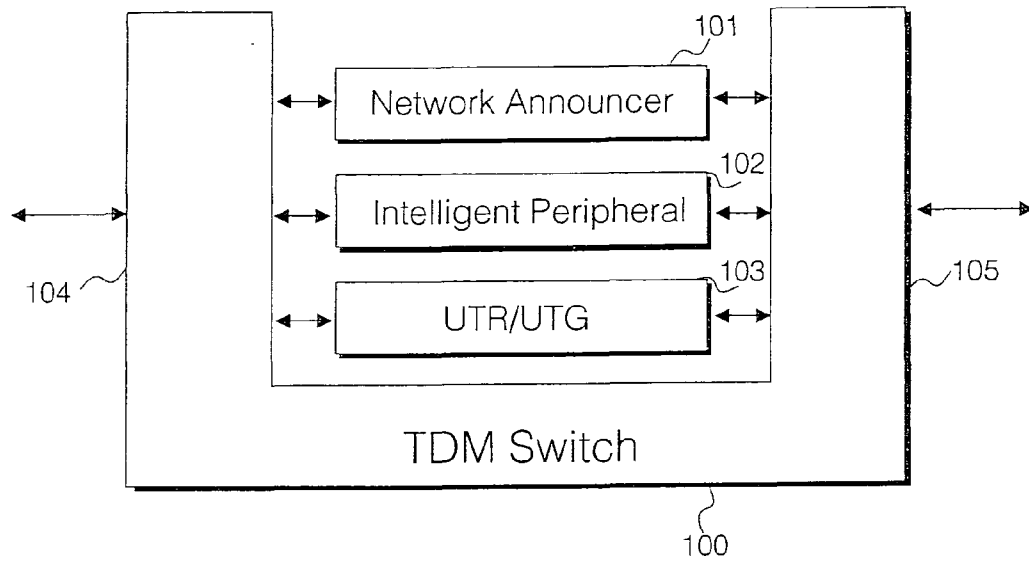 101
Network Announcer
102
Intelligent Peripheral
103
104
105
UTR/UTG
TDM Switch
100